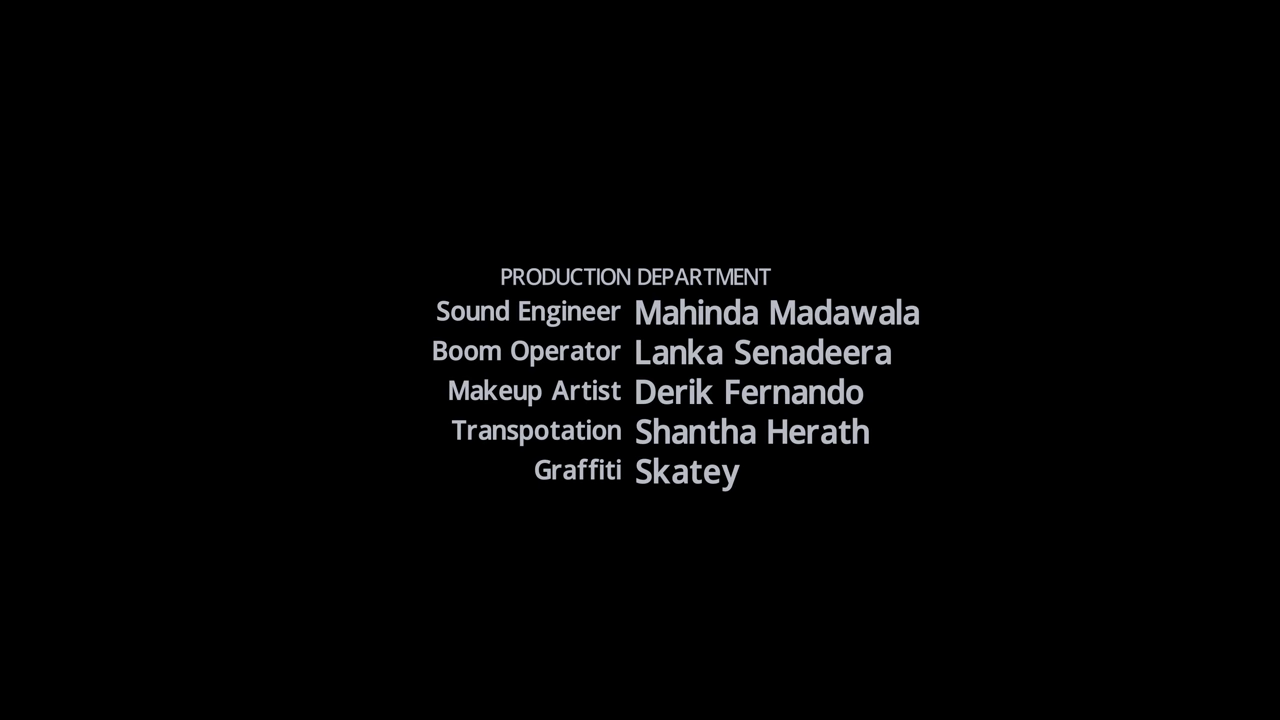 PRODUCTION DEPARTMENT
Sound Engineer Mahinda Madawala
Boom Operator Lanka Senadeera
Makeup Artist Derik Fernando
Transpotation Shantha Herath
Graffiti Skatey